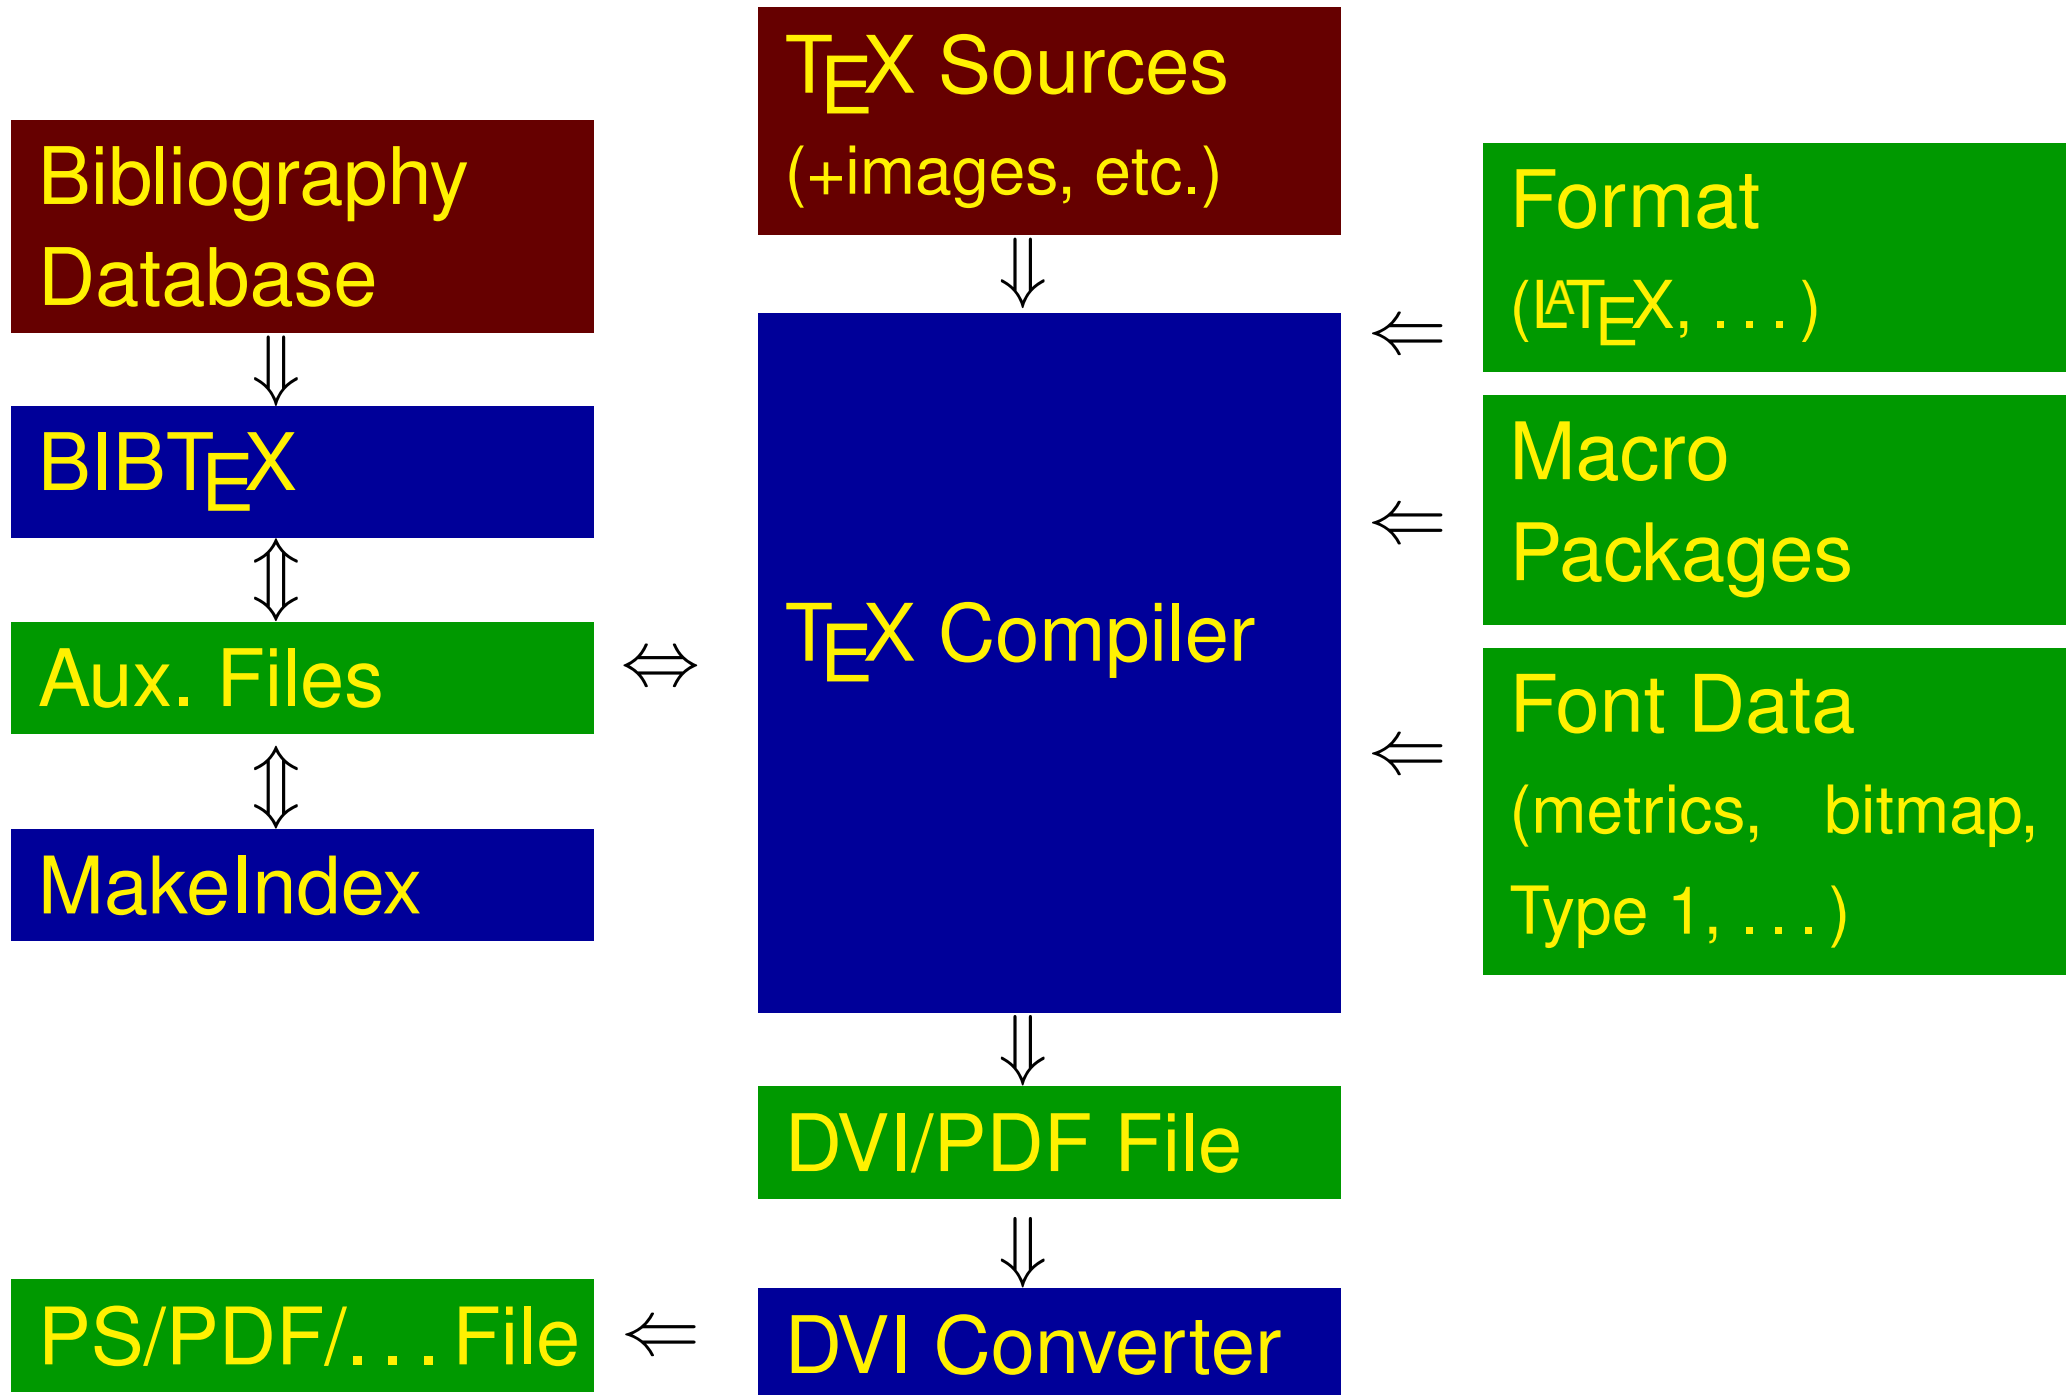 TEX Sources
(+images, etc.)
Bibliography
Database
Format
(LATEX, . . . )
BIBTEX
Macro
Packages
TEX Compiler
Aux. Files
Font Data
(metrics, bitmap,
Type 1, . . . )
MakeIndex
DVI/PDF File
PS/PDF/. . . File
DVI Converter